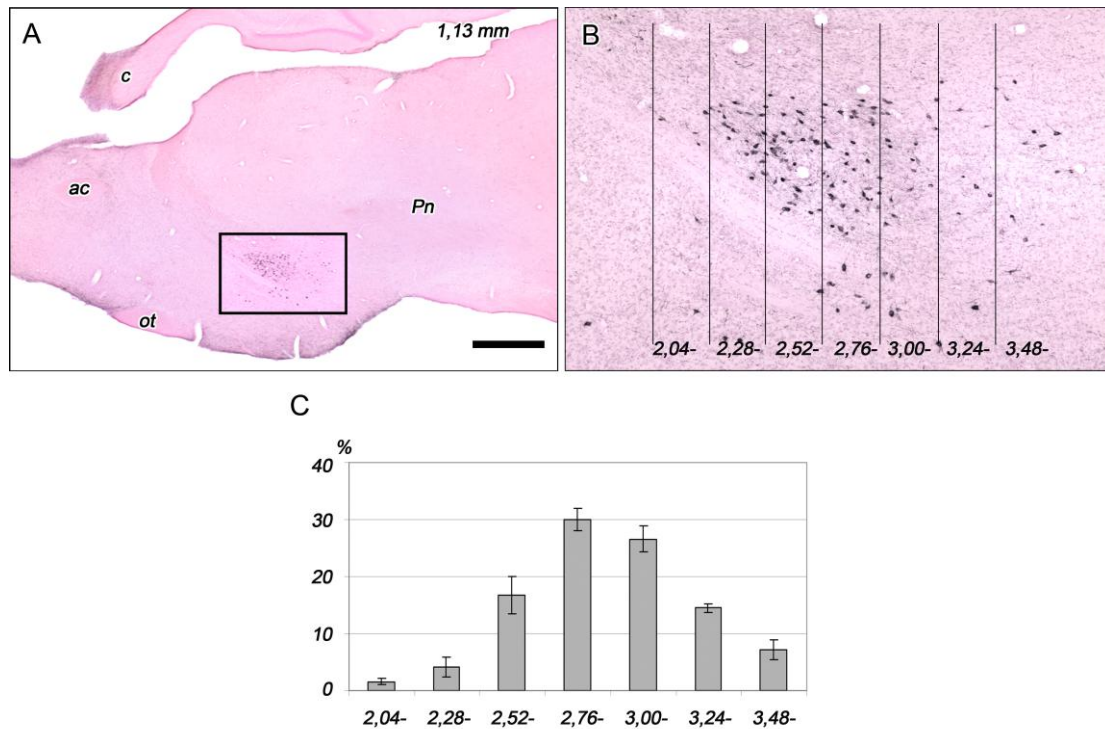 A
1,13 mm
c
ac
Pn
ot
B
2,04- 2,28- 2,52- 2,76- 3,00- 3,24- 3,48-
C
%
40
30
20
10
0
2,04- 2,28- 2,52- 2,76- 3,00- 3,24- 3,48-